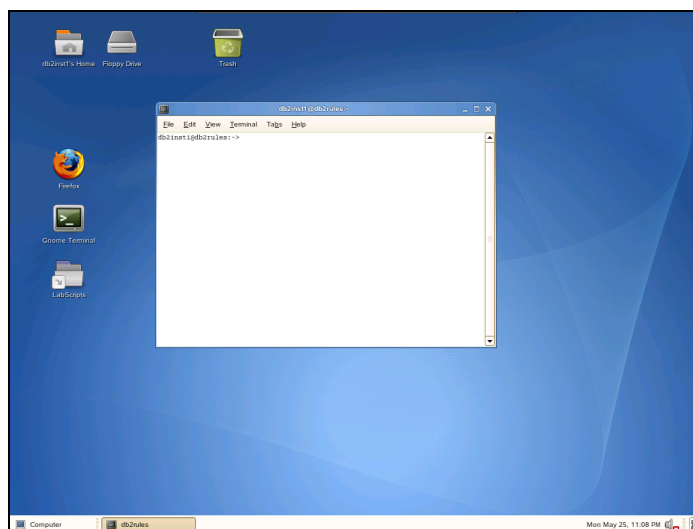 db2inst1's Home
Floppy Drive
Trash
db2inst1@db2rules:~
File Edit View Terminal Tabs Help
db2inst1@db2rules:~>
Firefox
Gnome Terminal
LabScripts
Computer
db2rules
Mon May 25, 11:08 PM